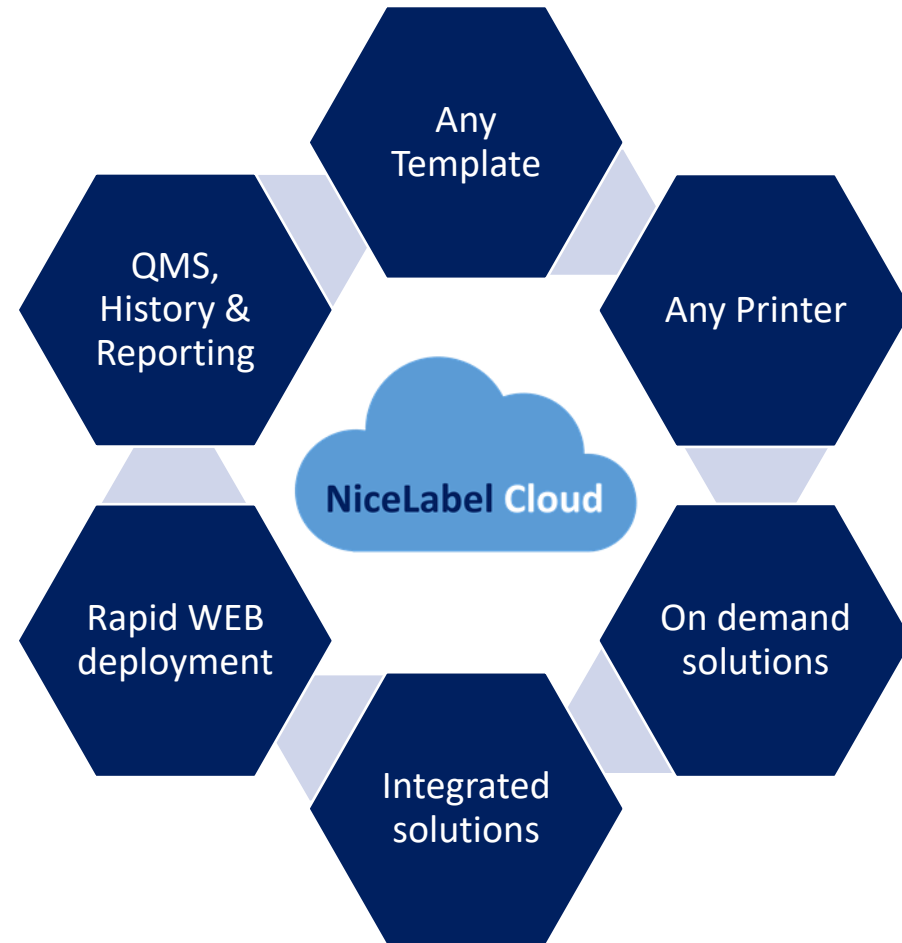 Any
Template
Any Printer
On demand
solutions
Integrated
solutions
Rapid WEB
deployment
QMS,
History &
Reporting
NiceLabel Cloud